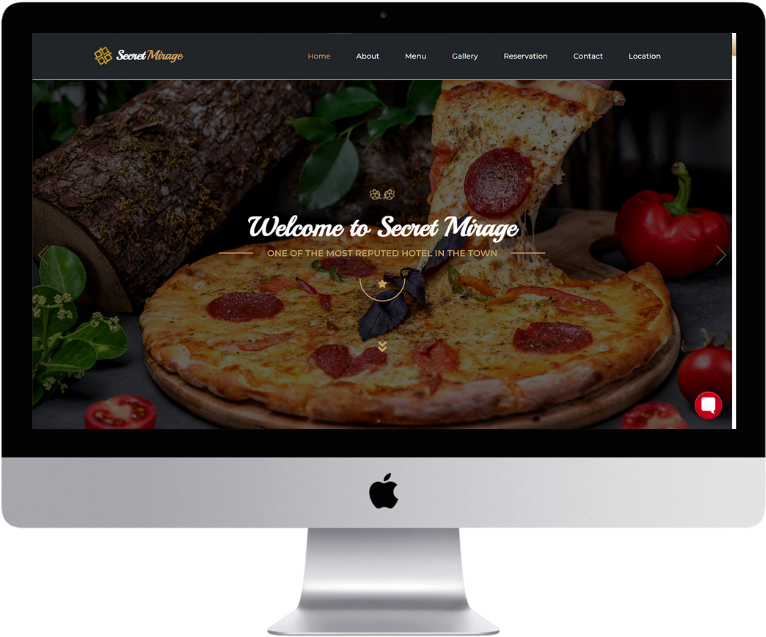 Secret Mirage Home About Menu Gallery Reservation Contact Location
Welcome to Secret Mirage
ONE OF THE MOST REPUTED HOTEL IN THE TOWN